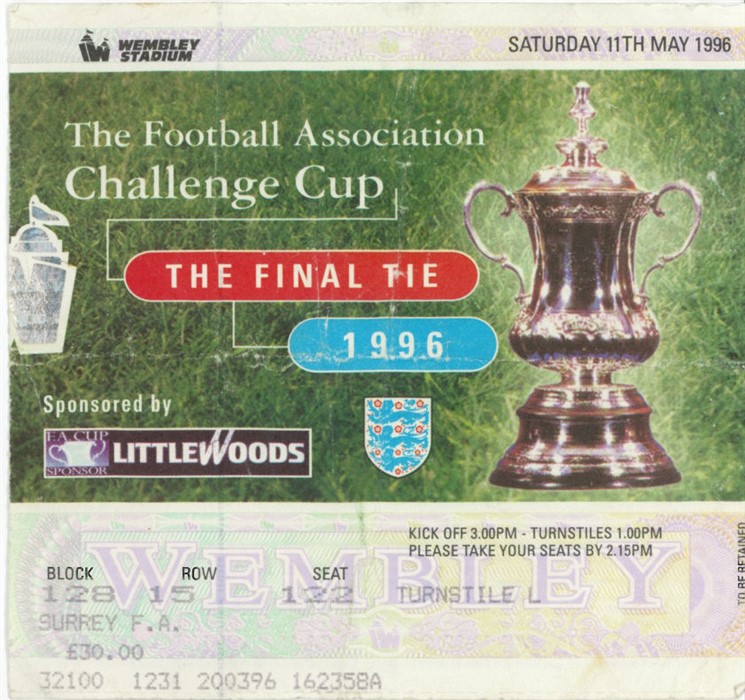 WEMBLEY
STADIUM
SATURDAY 11TH MAY 1996
The Football Association
Challenge Cup
THE FINAL TIE
1996
Sponsored by
FA CUP
SPONSOR
LITTLEWOODS
WEMBLEY
KICK OFF 3.00PM - TURNSTILES 1.00PM
PLEASE TAKE YOUR SEATS BY 2.15PM
BLOCK ROW SEAT
128 15 122 TURNSTILE L
SURREY F.A.
£30.00
32100 1231 200396 162358A
TO BE RETAINED